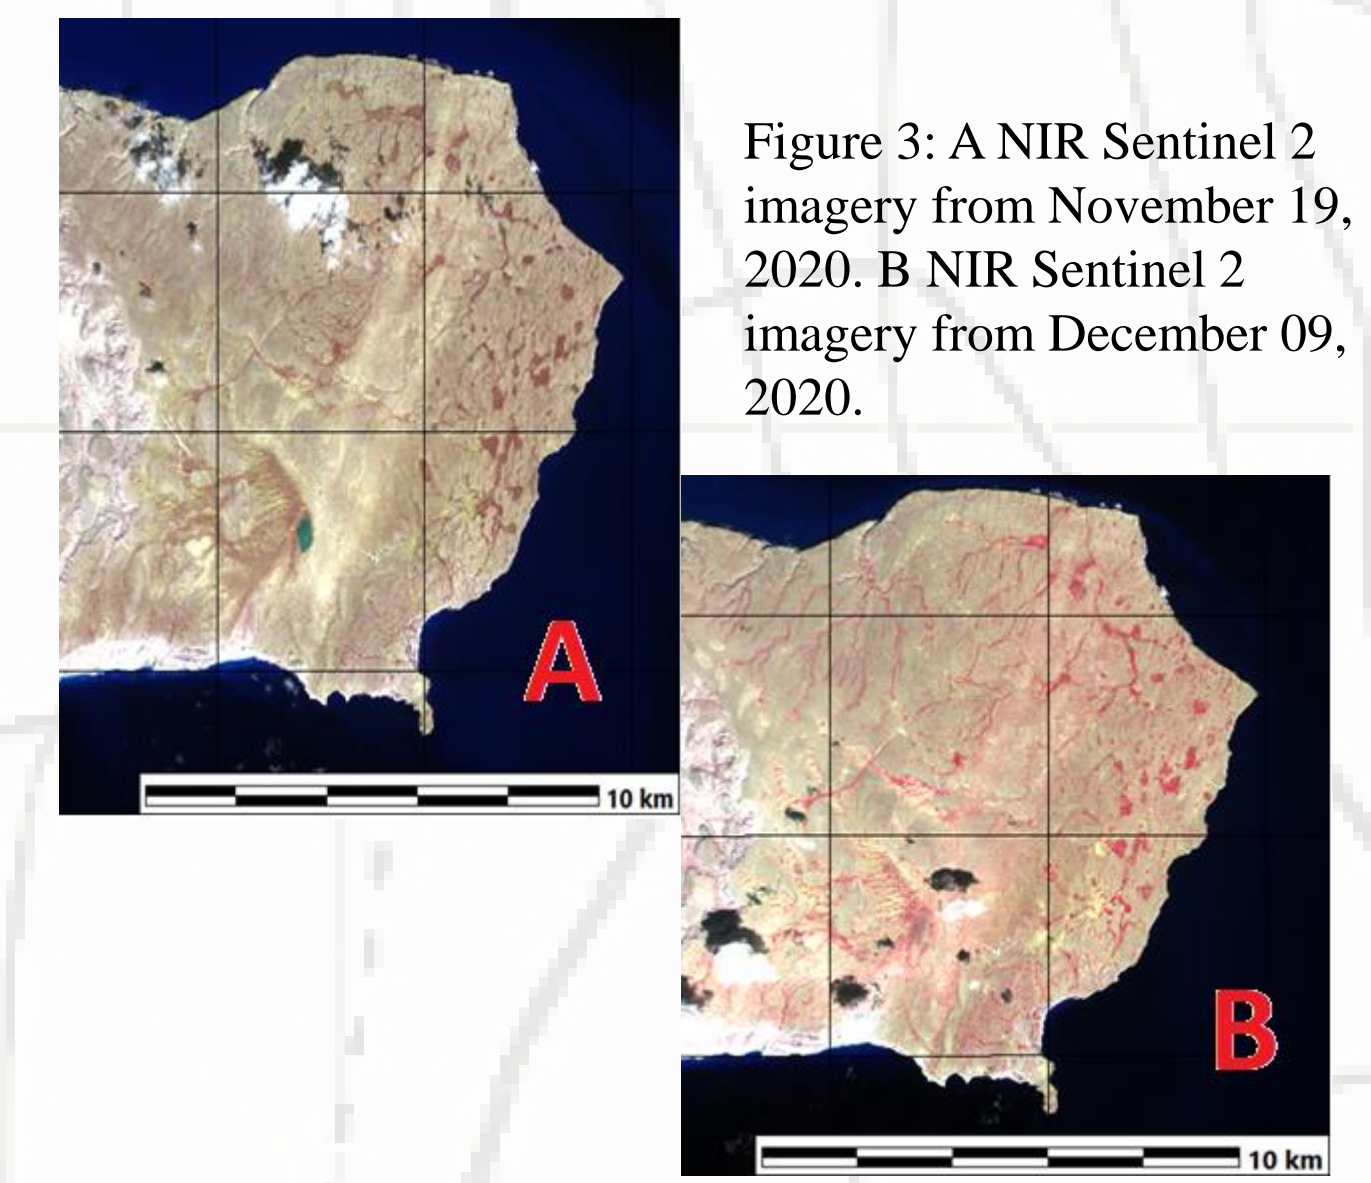 Figure 3: A NIR Sentinel 2
imagery from November 19,
2020. B NIR Sentinel 2
imagery from December 09,
2020.
A
10 km
B
10 km